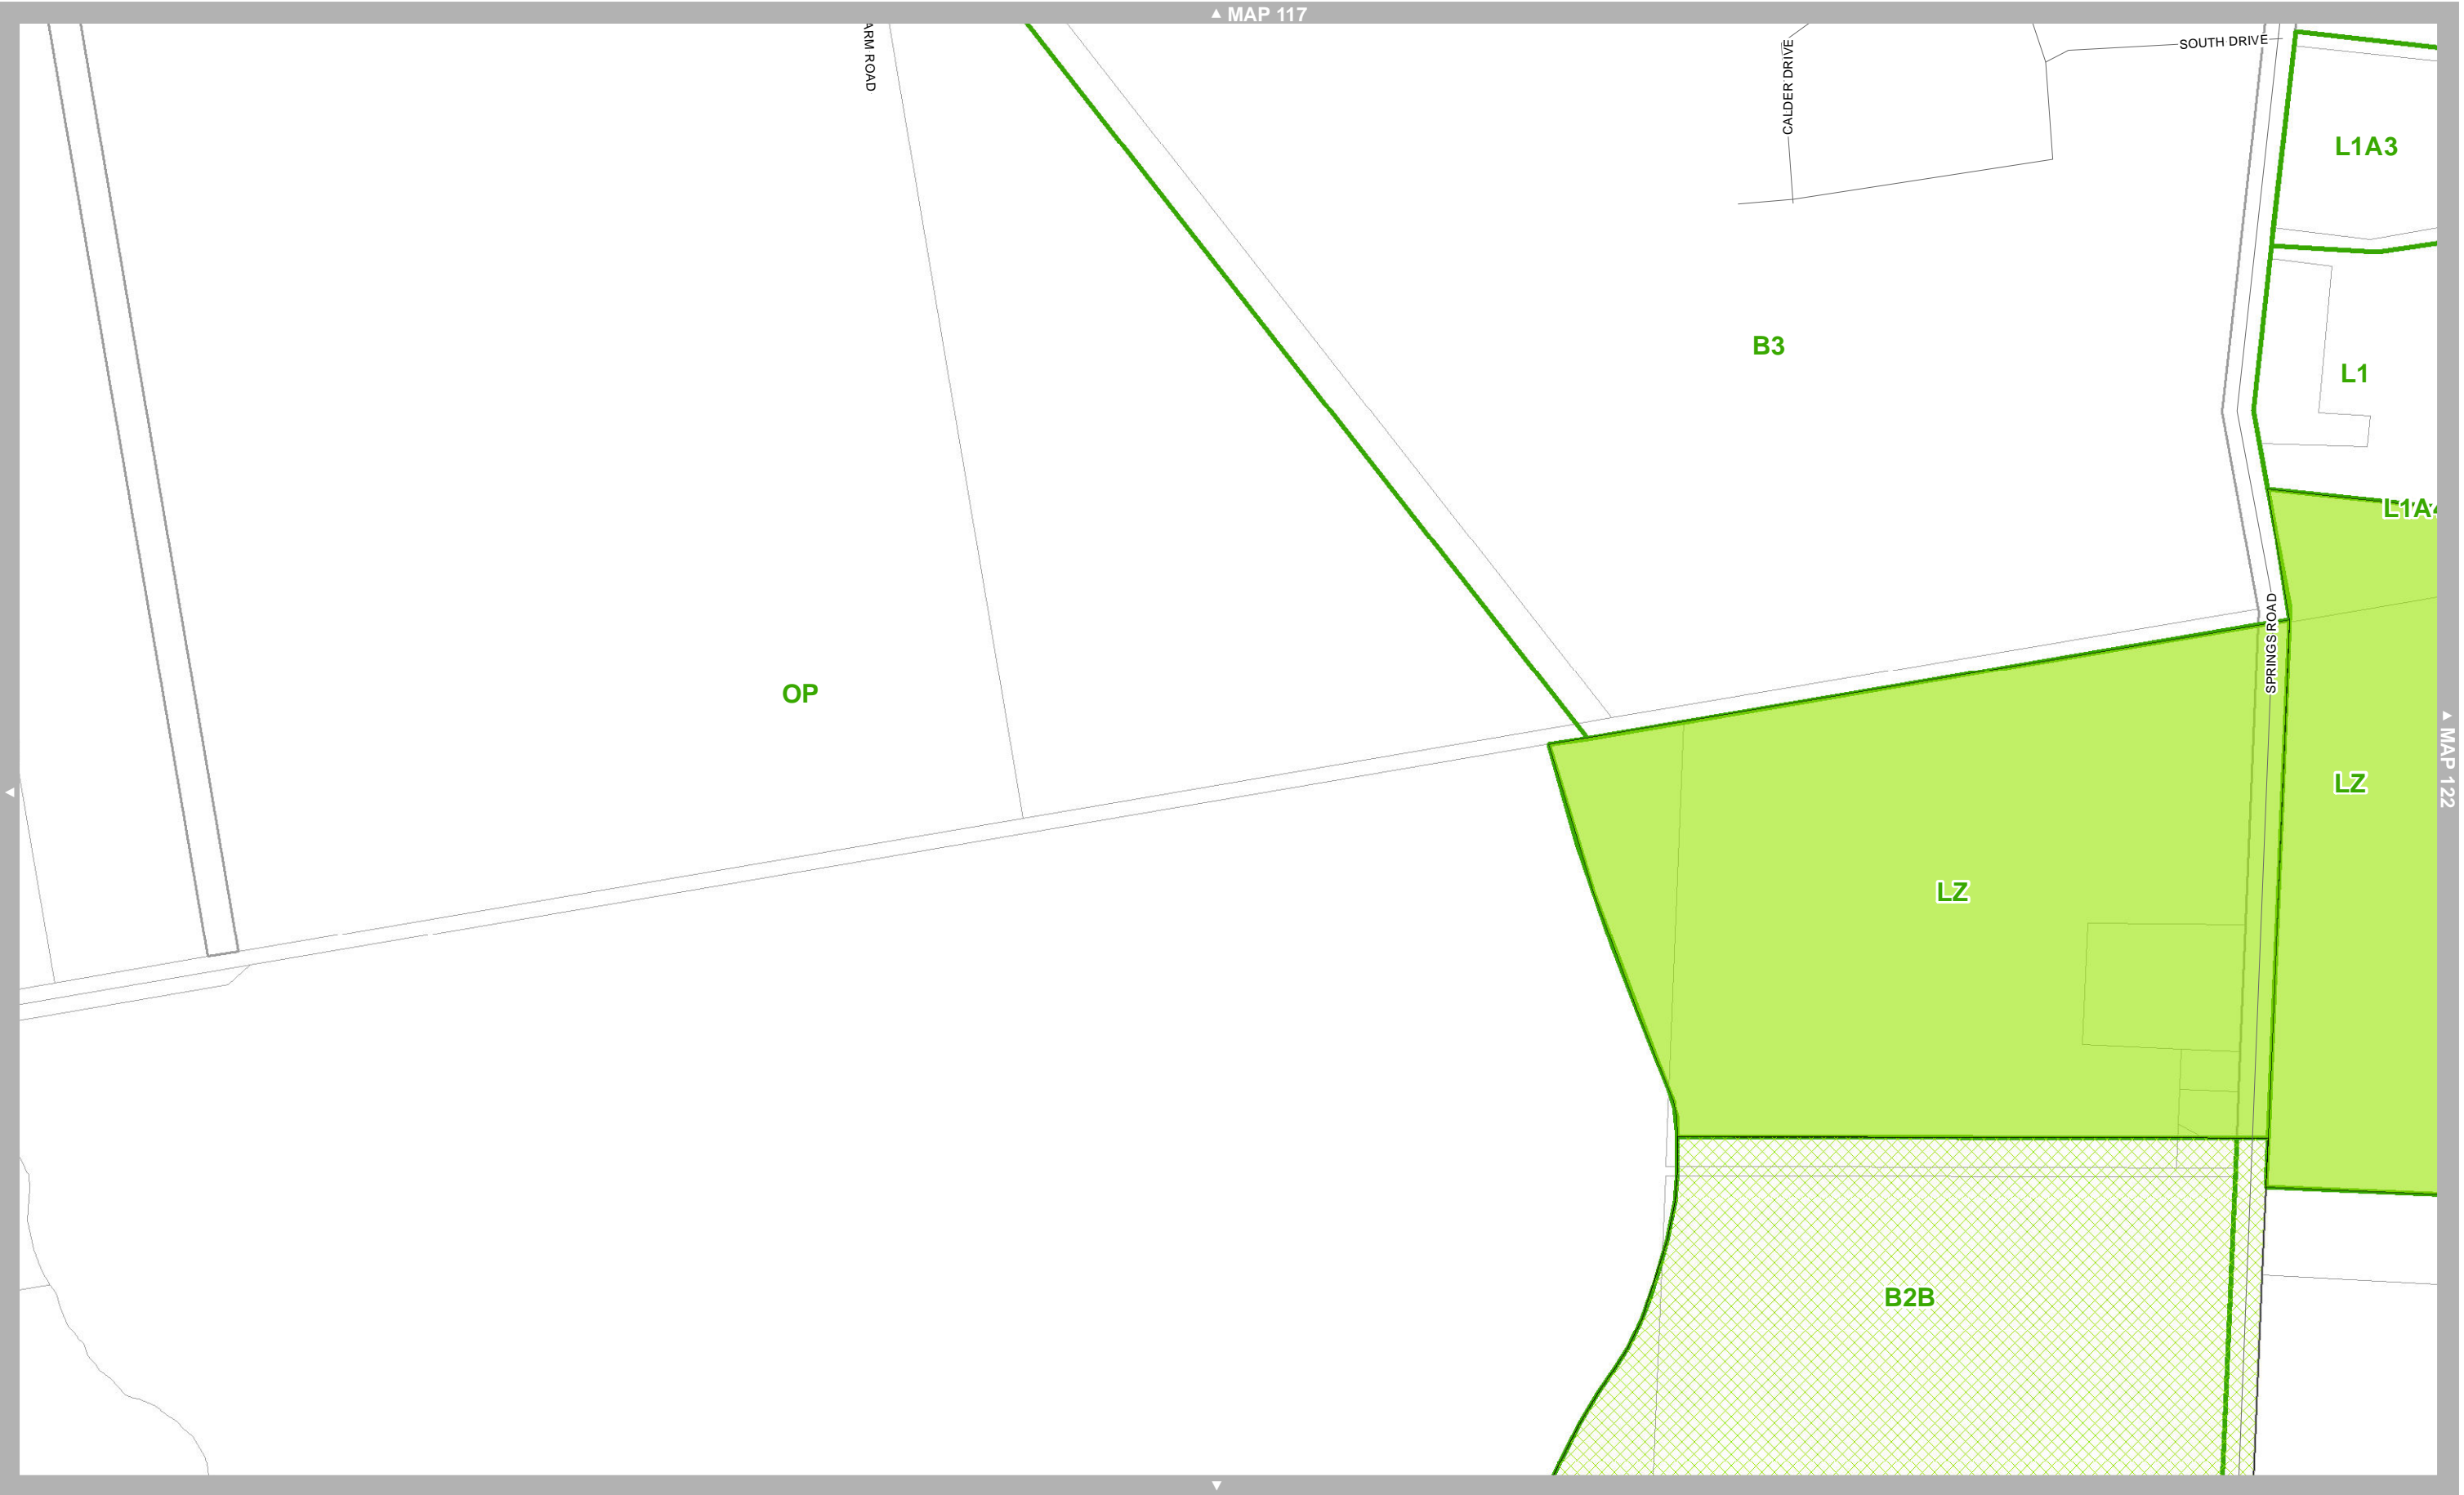 ▲ MAP 117
ARM ROAD
CALDER DRIVE
SOUTH DRIVE
L1A3
B3
L1
L1A4
SPRINGS ROAD
OP
▲ MAP 122
LZ
LZ
B2B